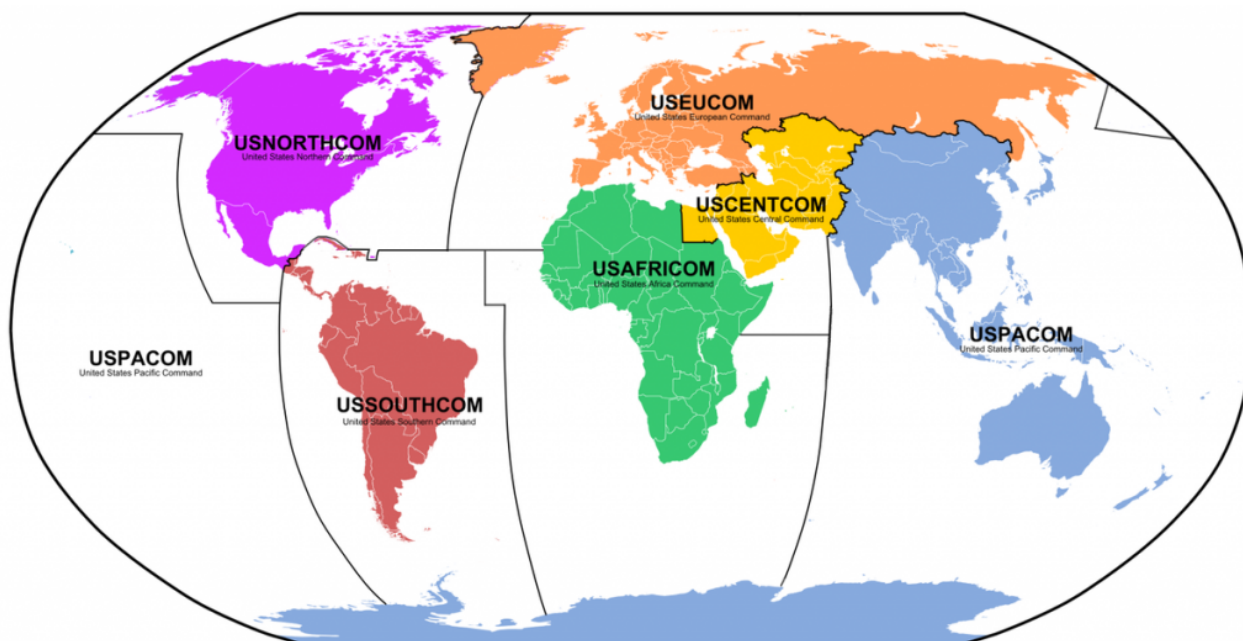 USNORTHCOM
United States Northern Command
USEUCOM
United States European Command
USCENTCOM
United States Central Command
USAFRICOM
United States Africa Command
USPACOM
United States Pacific Command
USPACOM
United States Pacific Command
USSOUTHCOM
United States Southern Command